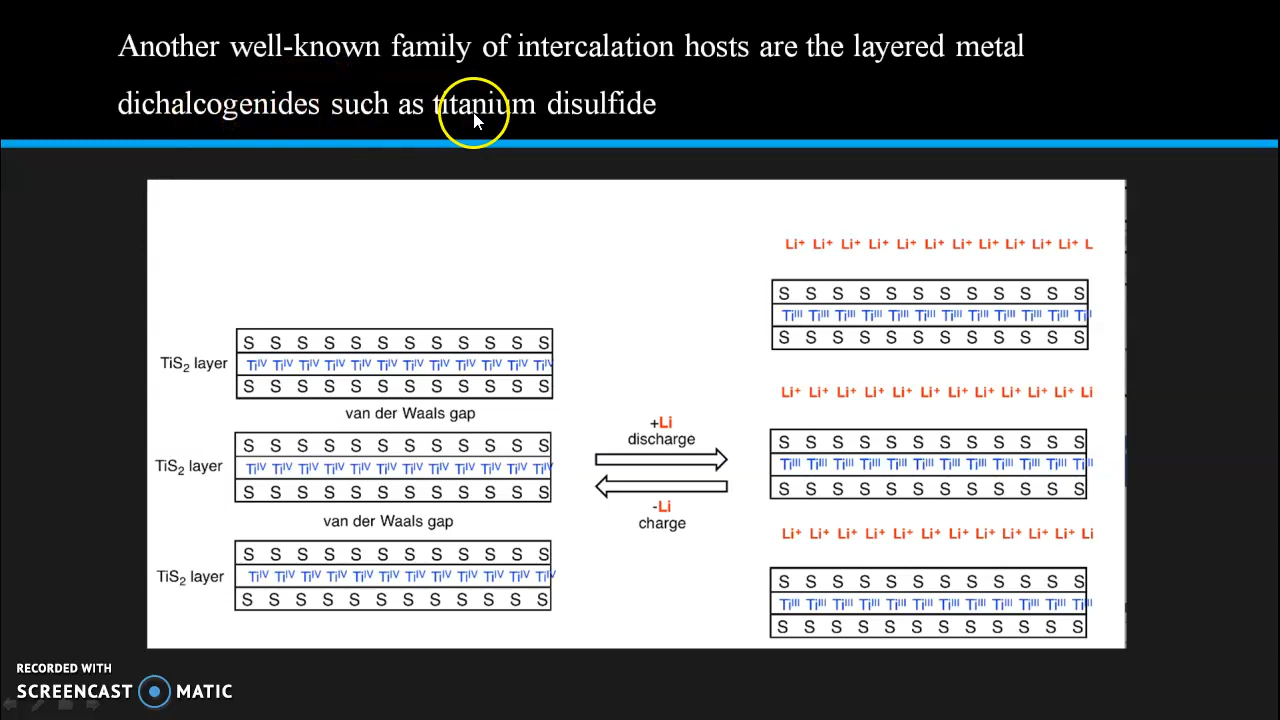 Another well-known family of intercalation hosts are the layered metal
dichalcogenides such as titanium disulfide
Li⁺ Li⁺ Li⁺ Li⁺ Li⁺ Li⁺ Li⁺ Li⁺ Li⁺ Li⁺ Li⁺ L
S S S S S S S S S S S S
Tiᴵᴵᴵ Tiᴵᴵᴵ Tiᴵᴵᴵ Tiᴵᴵᴵ Tiᴵᴵᴵ Tiᴵᴵᴵ Tiᴵᴵᴵ Tiᴵᴵᴵ Tiᴵᴵᴵ Tiᴵᴵᴵ Tiᴵᴵᴵ Tiᴵᴵ
S S S S S S S S S S S S
S S S S S S S S S S S S
TiS₂ layer Tiᴵⱽ Tiᴵⱽ Tiᴵⱽ Tiᴵⱽ Tiᴵⱽ Tiᴵⱽ Tiᴵⱽ Tiᴵⱽ Tiᴵⱽ Tiᴵⱽ Tiᴵⱽ Tiᴵⱽ
S S S S S S S S S S S S
van der Waals gap
Li⁺ Li⁺ Li⁺ Li⁺ Li⁺ Li⁺ Li⁺ Li⁺ Li⁺ Li⁺ Li⁺ Li
S S S S S S S S S S S S
TiS₂ layer Tiᴵⱽ Tiᴵⱽ Tiᴵⱽ Tiᴵⱽ Tiᴵⱽ Tiᴵⱽ Tiᴵⱽ Tiᴵⱽ Tiᴵⱽ Tiᴵⱽ Tiᴵⱽ Tiᴵⱽ
S S S S S S S S S S S S
van der Waals gap
+Li
discharge
-Li
charge
S S S S S S S S S S S S
Tiᴵᴵᴵ Tiᴵᴵᴵ Tiᴵᴵᴵ Tiᴵᴵᴵ Tiᴵᴵᴵ Tiᴵᴵᴵ Tiᴵᴵᴵ Tiᴵᴵᴵ Tiᴵᴵᴵ Tiᴵᴵᴵ Tiᴵᴵᴵ Tiᴵᴵᴵ
S S S S S S S S S S S S
Li⁺ Li⁺ Li⁺ Li⁺ Li⁺ Li⁺ Li⁺ Li⁺ Li⁺ Li⁺ Li⁺ Li
S S S S S S S S S S S S
TiS₂ layer Tiᴵⱽ Tiᴵⱽ Tiᴵⱽ Tiᴵⱽ Tiᴵⱽ Tiᴵⱽ Tiᴵⱽ Tiᴵⱽ Tiᴵⱽ Tiᴵⱽ Tiᴵⱽ Tiᴵⱽ
S S S S S S S S S S S S
S S S S S S S S S S S S
Tiᴵᴵᴵ Tiᴵᴵᴵ Tiᴵᴵᴵ Tiᴵᴵᴵ Tiᴵᴵᴵ Tiᴵᴵᴵ Tiᴵᴵᴵ Tiᴵᴵᴵ Tiᴵᴵᴵ Tiᴵᴵᴵ Tiᴵᴵᴵ Tiᴵᴵᴵ
S S S S S S S S S S S S
RECORDED WITH
SCREENCAST MATIC